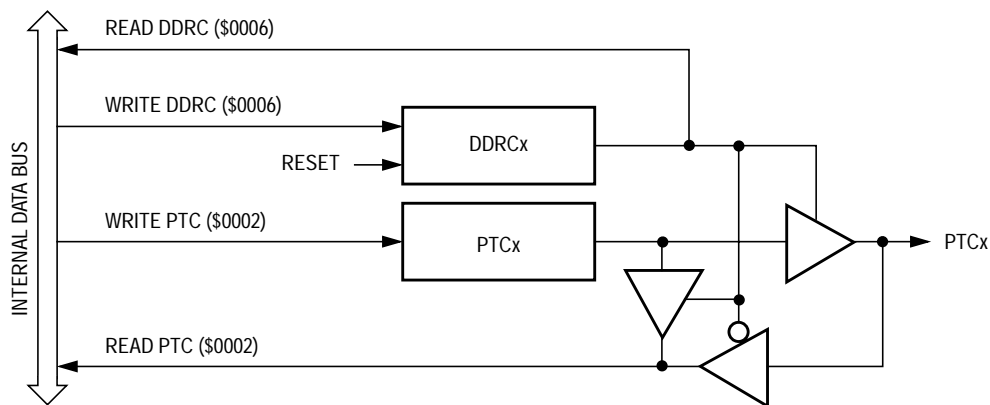 READ DDRC ($0006)
WRITE DDRC ($0006)
DDRCx
RESET
WRITE PTC ($0002)
PTCx
PTCx
READ PTC ($0002)
INTERNAL DATA BUS